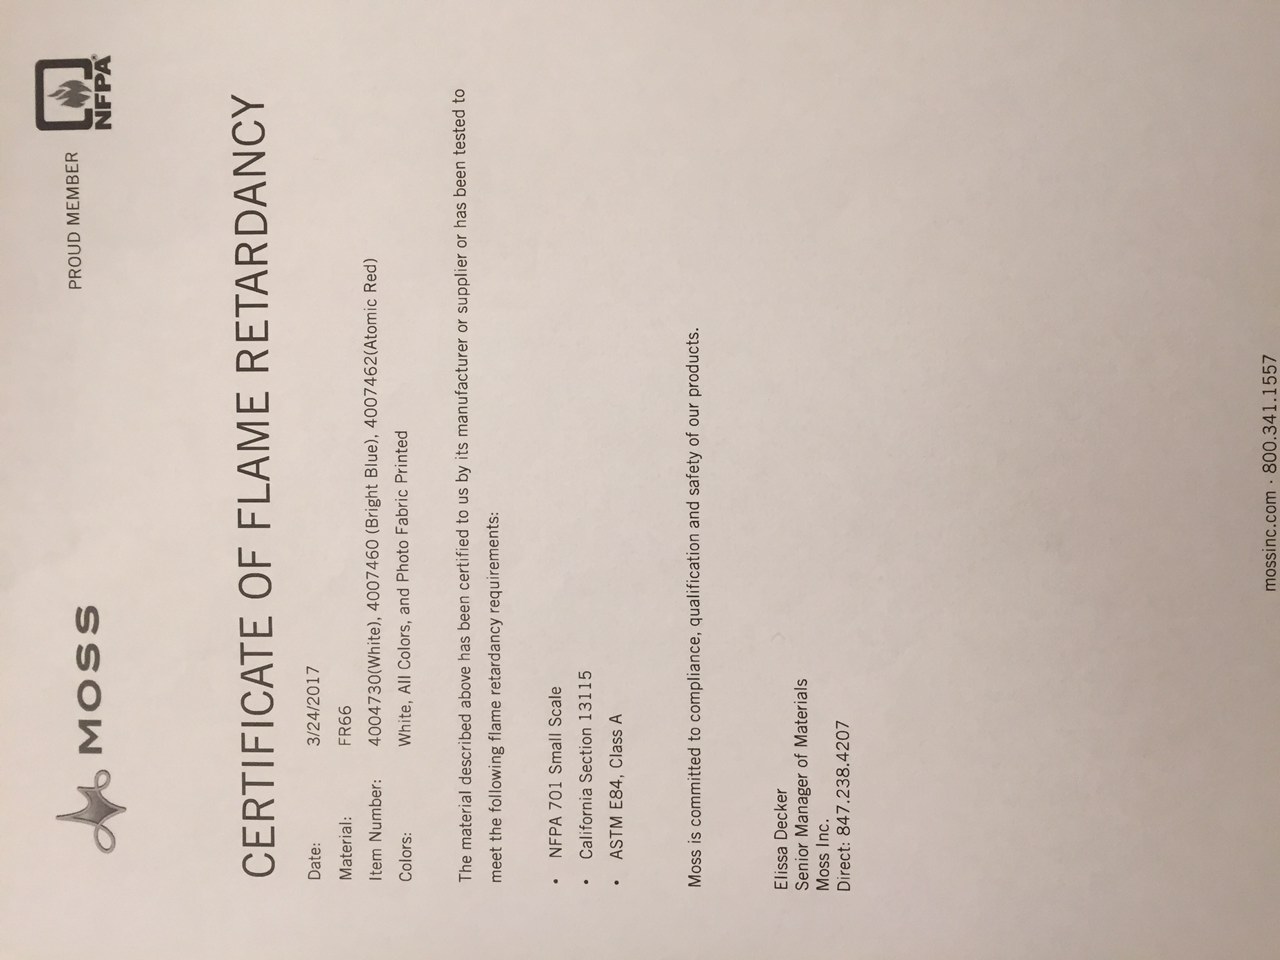 MOSS
PROUD MEMBER
NFPA®
CERTIFICATE OF FLAME RETARDANCY
Date: 3/24/2017
Material: FR66
Item Number: 4004730(White), 4007460 (Bright Blue), 4007462(Atomic Red)
Colors: White, All Colors, and Photo Fabric Printed
The material described above has been certified to us by its manufacturer or supplier or has been tested to
meet the following flame retardancy requirements:
• NFPA 701 Small Scale
• California Section 13115
• ASTM E84, Class A
Moss is committed to compliance, qualification and safety of our products.
Elissa Decker
Senior Manager of Materials
Moss Inc.
Direct: 847.238.4207
mossinc.com · 800.341.1557